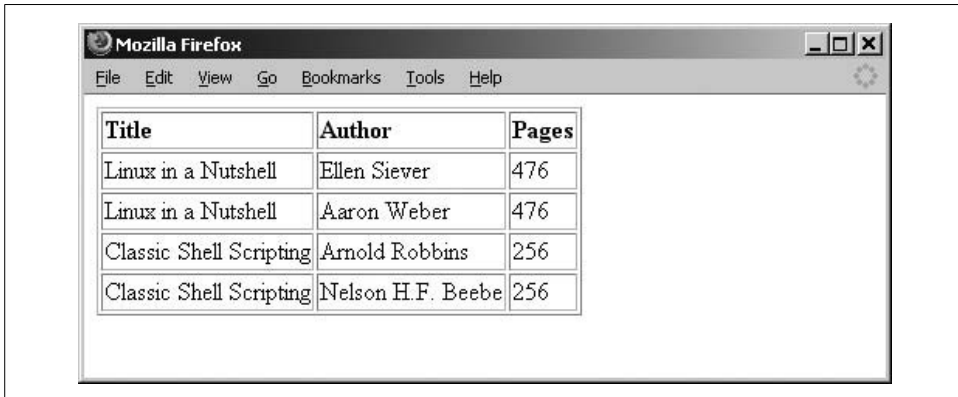 Mozilla Firefox
File Edit View Go Bookmarks Tools Help
Title Author Pages
Linux in a Nutshell Ellen Siever 476
Linux in a Nutshell Aaron Weber 476
Classic Shell Scripting Arnold Robbins 256
Classic Shell Scripting Nelson H.F. Beebe 256